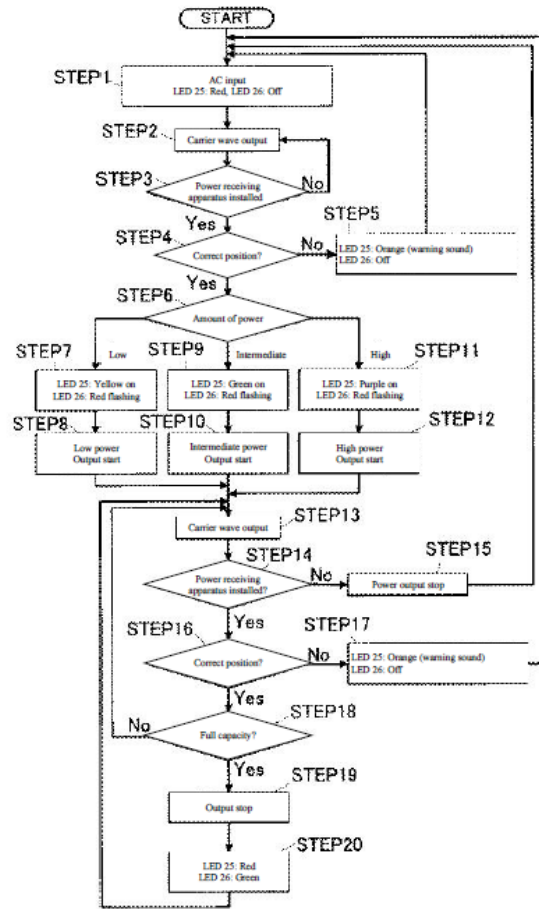 START
STEP1
AC input
LED 25: Red, LED 26: Off
STEP2
Carrier wave output
STEP3
Power receiving
apparatus installed
No
Yes
STEP4
Correct position?
No
STEP5
LED 25: Orange (warning sound)
LED 26: Off
Yes
STEP6
Amount of power
Low
Intermediate
High
STEP7
LED 25: Yellow on
LED 26: Red flashing
STEP9
LED 25: Green on
LED 26: Red flashing
STEP11
LED 25: Purple on
LED 26: Red flashing
STEP8
Low power
Output start
STEP10
Intermediate power
Output start
STEP12
High power
Output start
STEP13
Carrier wave output
STEP14
Power receiving
apparatus installed?
No
STEP15
Power output stop
Yes
STEP16
Correct position?
No
STEP17
LED 25: Orange (warning sound)
LED 26: Off
Yes
STEP18
Full capacity?
No
Yes
STEP19
Output stop
STEP20
LED 25: Red
LED 26: Green